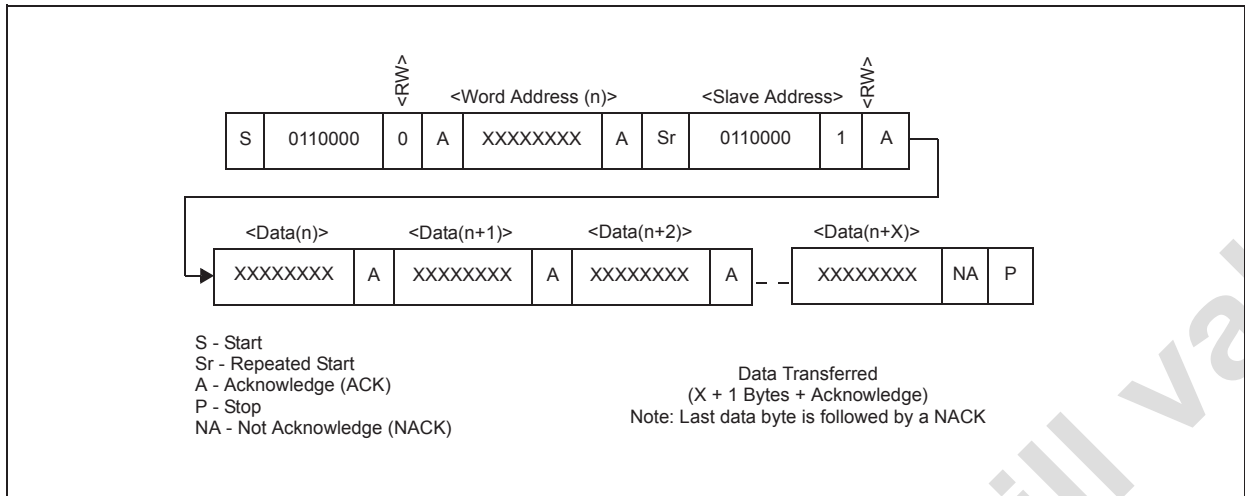 <RW>
<Word Address (n)>
<Slave Address>
<RW>
S 0110000 0 A XXXXXXXX A Sr 0110000 1 A
<Data(n)> <Data(n+1)> <Data(n+2)> <Data(n+X)>
XXXXXXXX A XXXXXXXX A XXXXXXXX A XXXXXXXX NA P
S - Start
Sr - Repeated Start
A - Acknowledge (ACK)
P - Stop
NA - Not Acknowledge (NACK)
Data Transferred
(X + 1 Bytes + Acknowledge)
Note: Last data byte is followed by a NACK